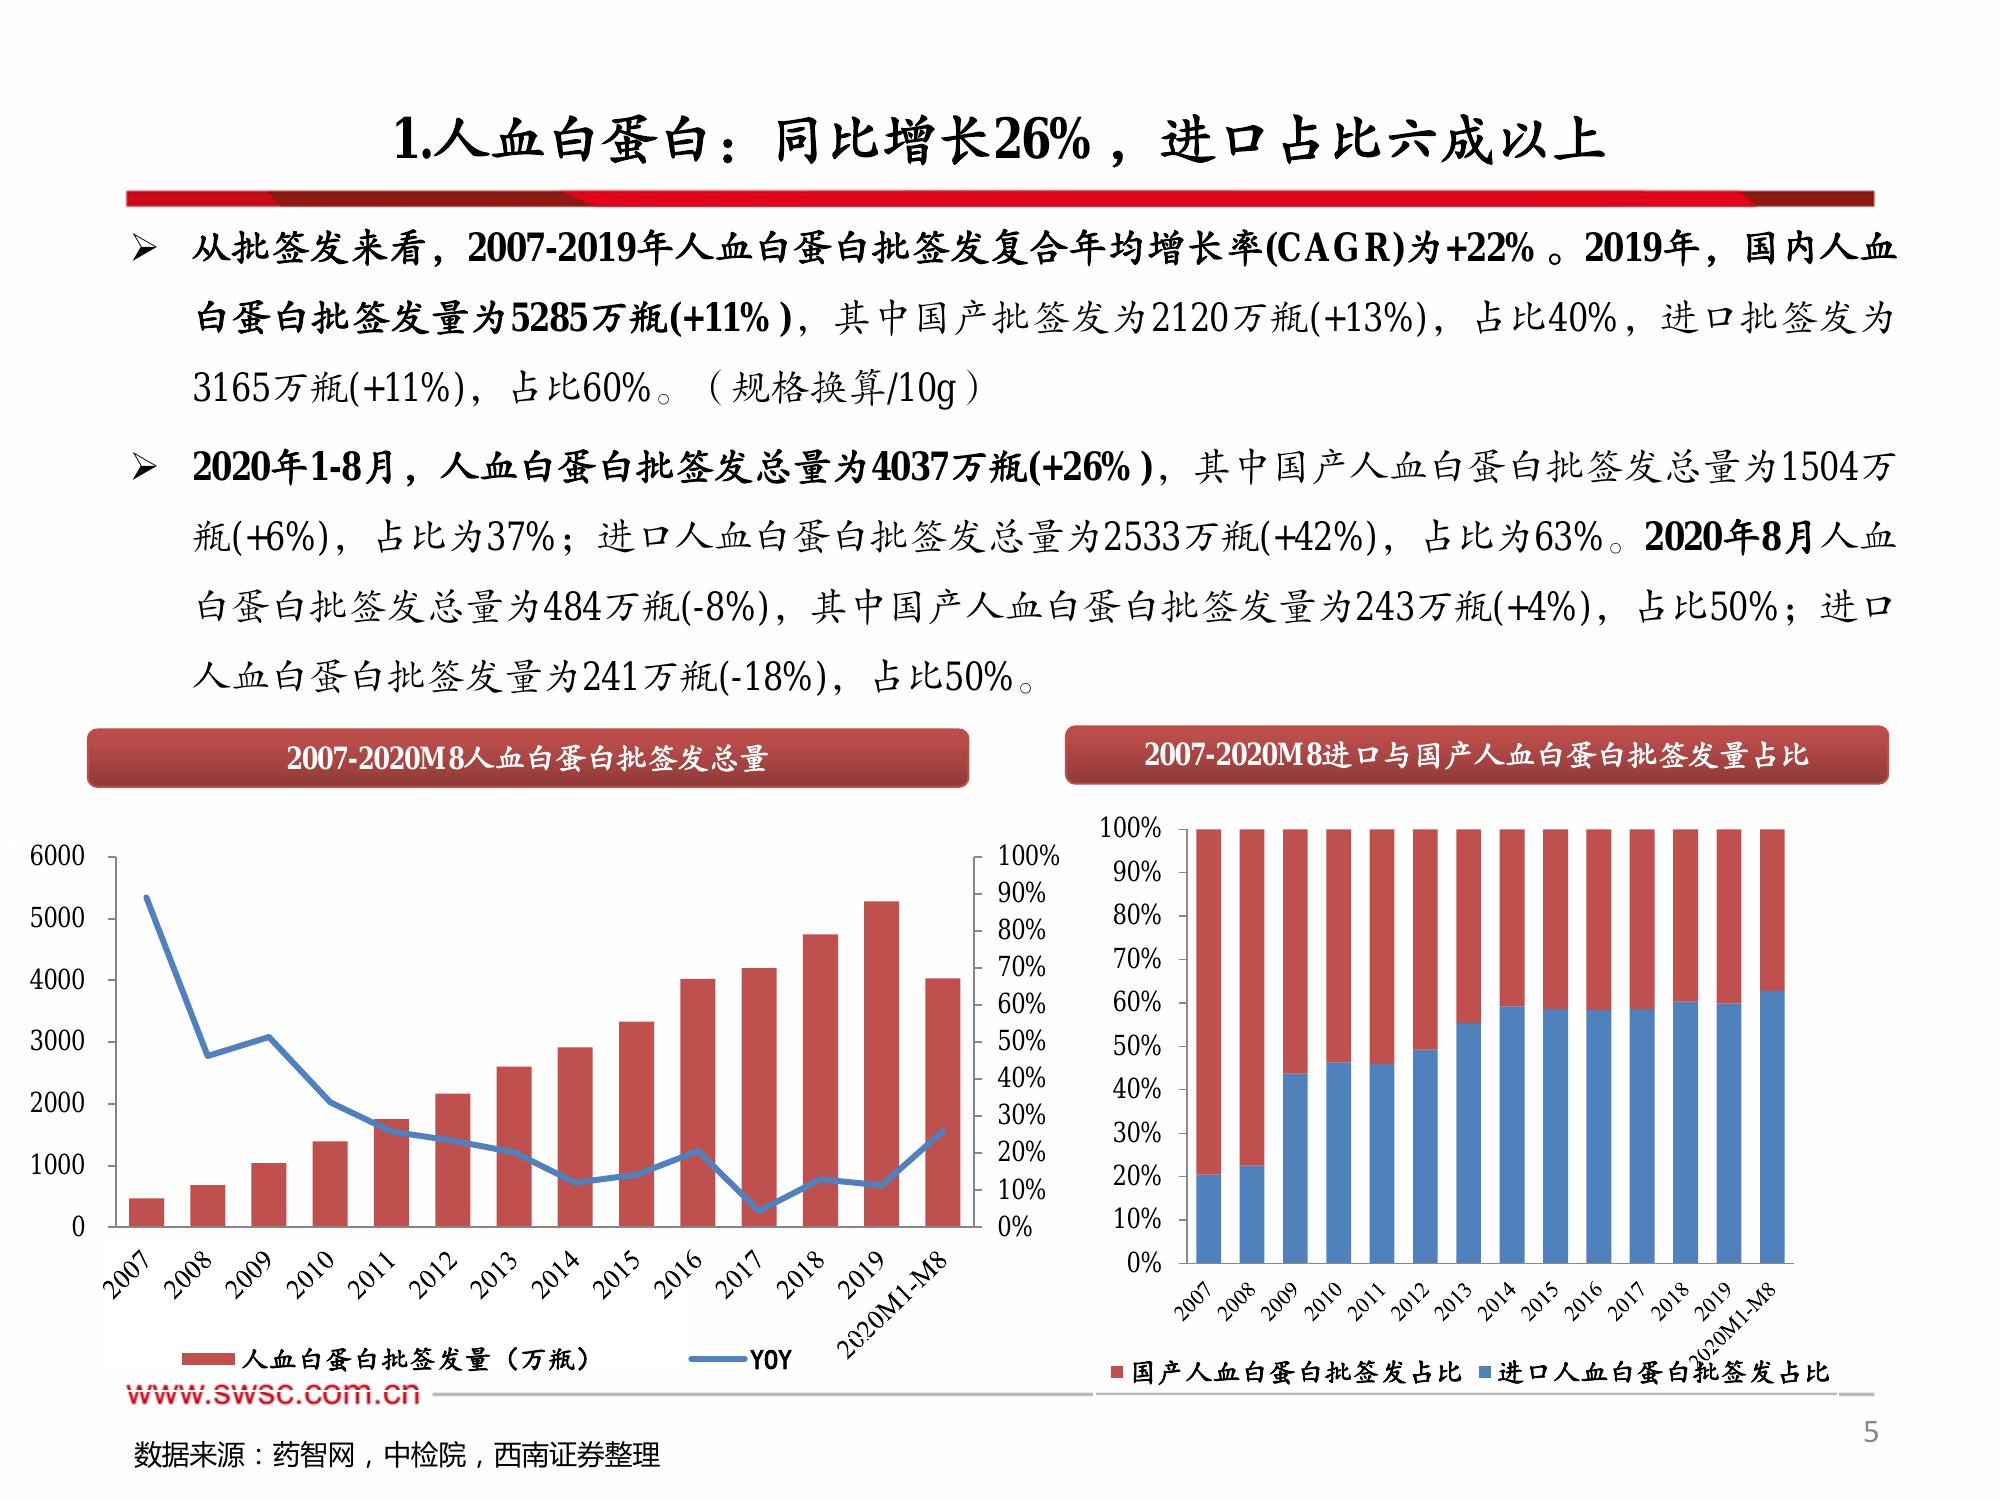 1.人血白蛋白：同比增长26%，进口占比六成以上
➢ 从批签发来看，2007-2019年人血白蛋白批签发复合年均增长率(CAGR)为+22%。2019年，国内人血
白蛋白批签发量为5285万瓶(+11%)，其中国产批签发为2120万瓶(+13%)，占比40%，进口批签发为
3165万瓶(+11%)，占比60%。（规格换算/10g）
➢ 2020年1-8月，人血白蛋白批签发总量为4037万瓶(+26%)，其中国产人血白蛋白批签发总量为1504万
瓶(+6%)，占比为37%；进口人血白蛋白批签发总量为2533万瓶(+42%)，占比为63%。2020年8月人血
白蛋白批签发总量为484万瓶(-8%)，其中国产人血白蛋白批签发量为243万瓶(+4%)，占比50%；进口
人血白蛋白批签发量为241万瓶(-18%)，占比50%。
2007-2020M8人血白蛋白批签发总量
6000
5000
4000
3000
2000
1000
0
100%
90%
80%
70%
60%
50%
40%
30%
20%
10%
0%
2007 2008 2009 2010 2011 2012 2013 2014 2015 2016 2017 2018 2019 2020M1-M8
人血白蛋白批签发量（万瓶） YOY
2007-2020M8进口与国产人血白蛋白批签发量占比
100%
90%
80%
70%
60%
50%
40%
30%
20%
10%
0%
2007 2008 2009 2010 2011 2012 2013 2014 2015 2016 2017 2018 2019 2020M1-M8
国产人血白蛋白批签发占比 进口人血白蛋白批签发占比
www.swsc.com.cn
5
数据来源：药智网，中检院，西南证券整理